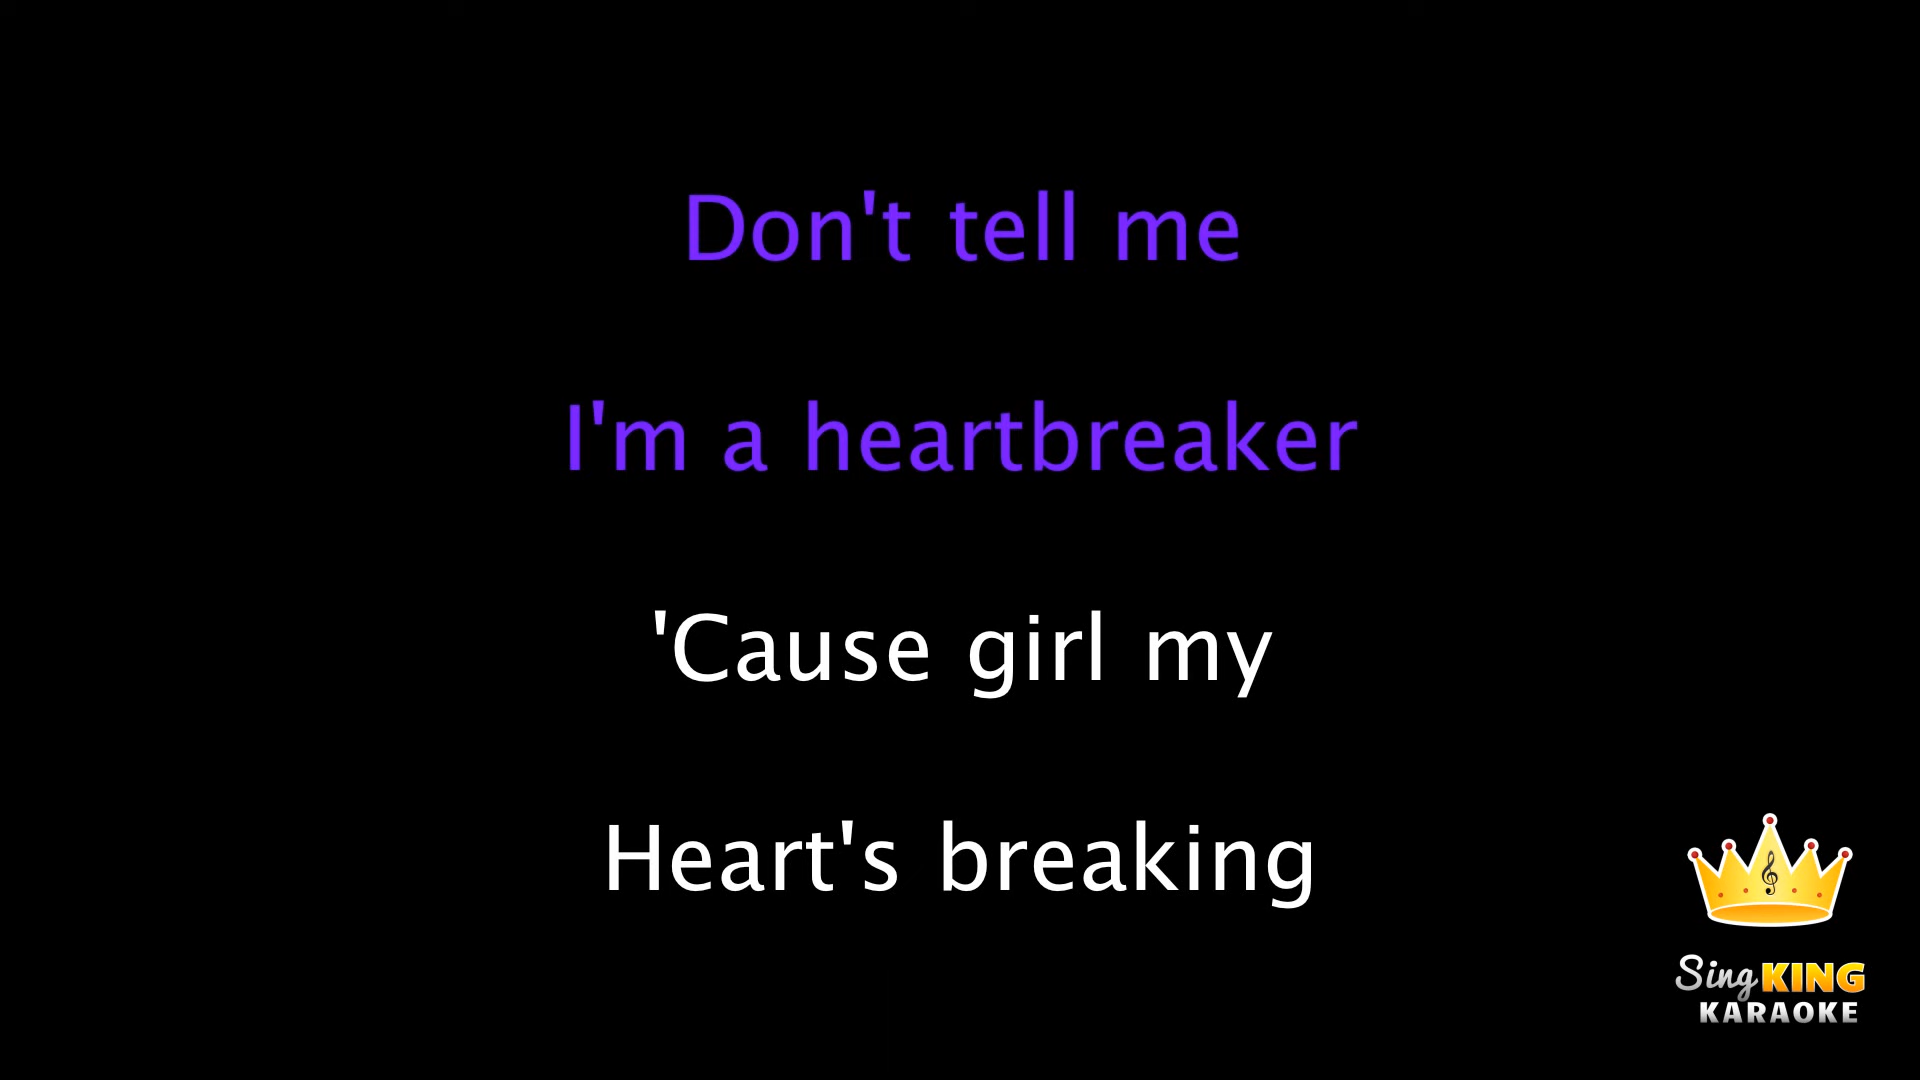 Don't tell me
I'm a heartbreaker
'Cause girl my
Heart's breaking
Sing KING
KARAOKE